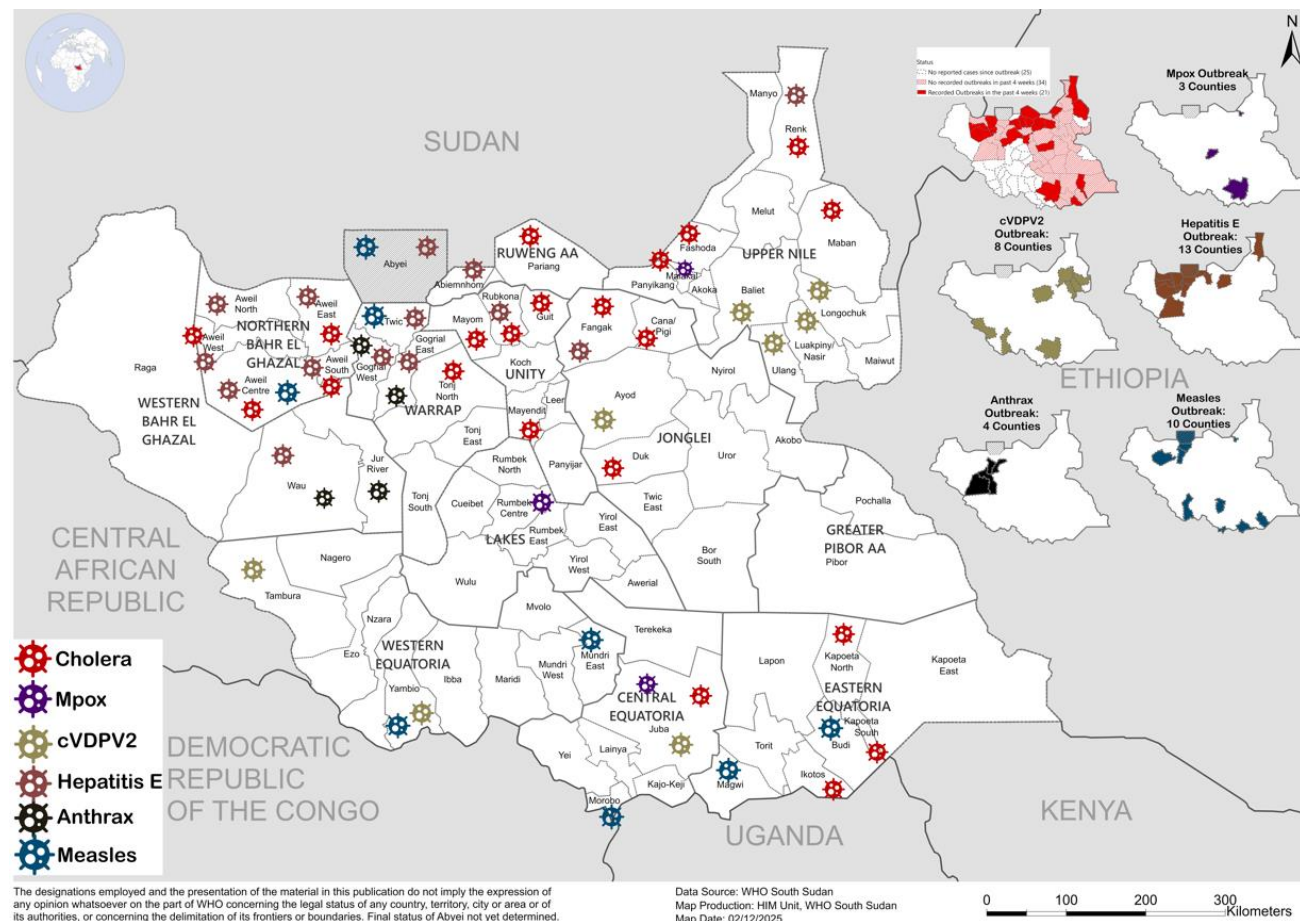 N
SUDAN
ETHIOPIA
KENYA
UGANDA
CENTRAL
AFRICAN
REPUBLIC
DEMOCRATIC
REPUBLIC
OF THE CONGO
Status
No reported cases since outbreak (25)
No recorded outbreaks in past 4 weeks (34)
Recorded Outbreaks in the past 4 weeks (21)
Mpox Outbreak
3 Counties
cVDPV2
Outbreak:
8 Counties
Hepatitis E
Outbreak:
13 Counties
Anthrax
Outbreak:
4 Counties
Measles
Outbreak:
10 Counties
Manyo
Renk
Melut
Maban
Fashoda
UPPER NILE
Malakal
Panyikang
Akoka
Baliet
Longochuk
Luakpiny/
Nasir
Maiwut
Ulang
RUWENG AA
Pariang
Abyei
Abiemnhom
Rubkona
Mayom
Guit
Koch
UNITY
Leer
Mayendit
Panyijar
Fangak
Cana/
Pigi
Nyirol
Ayod
JONGLEI
Duk
Uror
Akobo
Twic
East
Bor
South
Pochalla
GREATER
PIBOR AA
Pibor
Aweil
North
Aweil
East
NORTHERN
BAHR EL
GHAZAL
Aweil
West
Aweil
South
Aweil
Centre
Raga
WESTERN
BAHR EL
GHAZAL
Wau
Jur
River
Twic
Gogrial
East
Gogrial
West
Tonj
North
WARRAP
Tonj
East
Tonj
South
Rumbek
North
Cueibet
Rumbek
Centre
Rumbek
East
LAKES
Wulu
Yirol
East
Yirol
West
Awerial
Nagero
Tambura
Nzara
Ezo
WESTERN
EQUATORIA
Yambio
Ibba
Maridi
Mvolo
Mundri
West
Mundri
East
Terekeka
CENTRAL
EQUATORIA
Juba
Yei
Lainya
Kajo-Keji
Morobo
Lapon
Kapoeta
North
Kapoeta
East
EASTERN
EQUATORIA
Kapoeta
South
Budi
Torit
Ikotos
Magwi
Cholera
Mpox
cVDPV2
Hepatitis E
Anthrax
Measles
The designations employed and the presentation of the material in this publication do not imply the expression of
any opinion whatsoever on the part of WHO concerning the legal status of any country, territory, city or area or of
its authorities, or concerning the delimitation of its frontiers or boundaries. Final status of Abyei not yet determined.
Data Source: WHO South Sudan
Map Production: HIM Unit, WHO South Sudan
Map Date: 02/12/2025
0 100 200 300
Kilometers